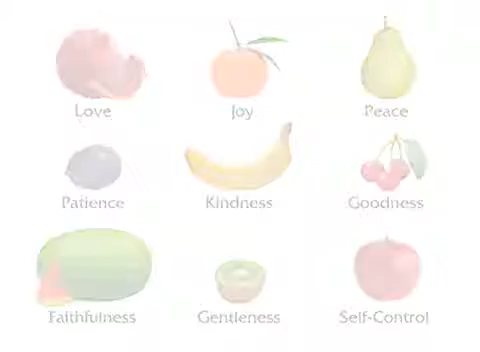 Love
Joy
Peace
Patience
Kindness
Goodness
Faithfulness
Gentleness
Self-Control